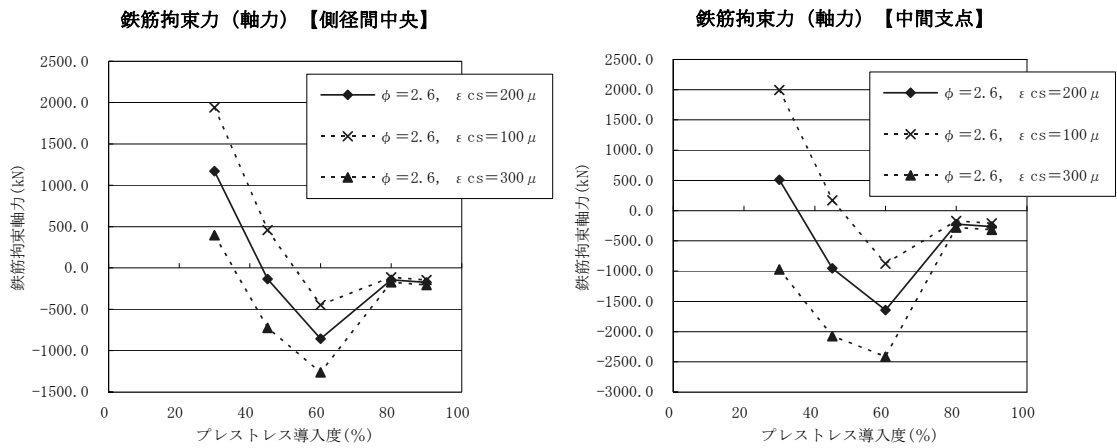 鉄筋拘束力（軸力）【側径間中央】
2500.0
2000.0
1500.0
1000.0
500.0
0.0
-500.0
-1000.0
-1500.0
鉄筋拘束軸力(kN)
0 20 40 60 80 100
プレストレス導入度(%)
φ＝2.6, εcs＝200μ
φ＝2.6, εcs＝100μ
φ＝2.6, εcs＝300μ
鉄筋拘束力（軸力）【中間支点】
2500.0
2000.0
1500.0
1000.0
500.0
0.0
-500.0
-1000.0
-1500.0
-2000.0
-2500.0
-3000.0
鉄筋拘束軸力(kN)
0 20 40 60 80 100
プレストレス導入度(%)
φ＝2.6, εcs＝200μ
φ＝2.6, εcs＝100μ
φ＝2.6, εcs＝300μ